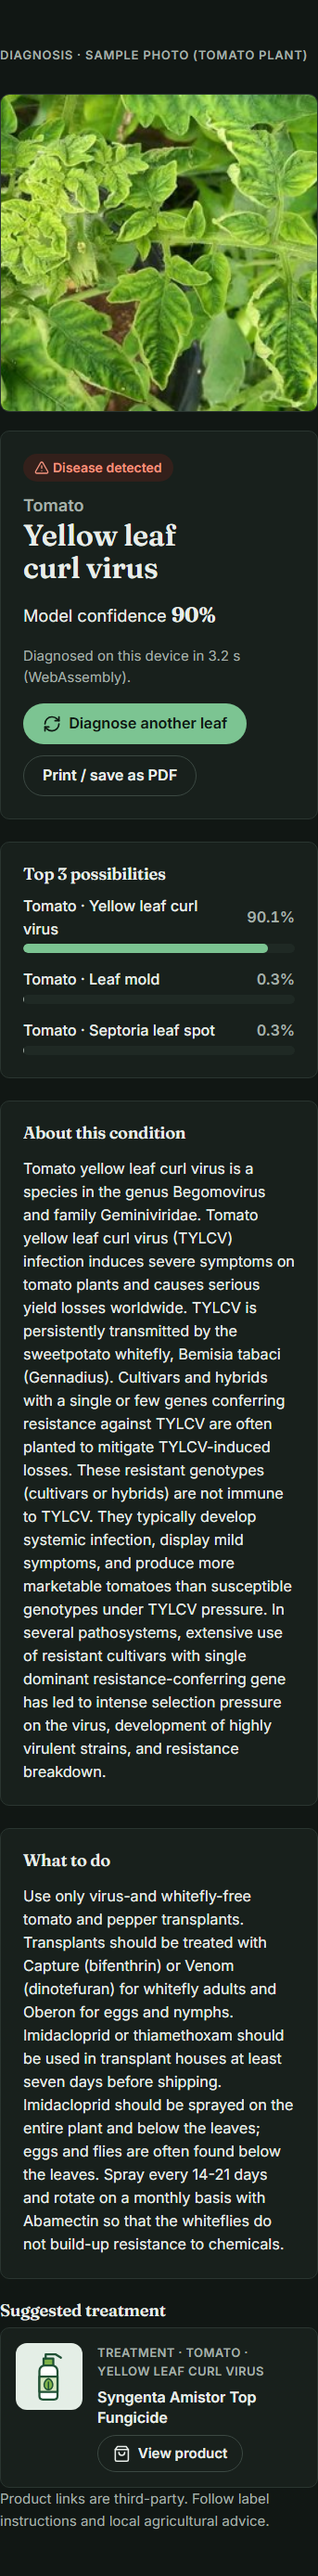 DIAGNOSIS · SAMPLE PHOTO (TOMATO PLANT)
Disease detected
Tomato
Yellow leaf
curl virus
Model confidence 90%
Diagnosed on this device in 3.2 s
(WebAssembly).
Diagnose another leaf
Print / save as PDF
Top 3 possibilities
Tomato · Yellow leaf curl
virus
90.1%
Tomato · Leaf mold 0.3%
Tomato · Septoria leaf spot 0.3%
About this condition
Tomato yellow leaf curl virus is a
species in the genus Begomovirus
and family Geminiviridae. Tomato
yellow leaf curl virus (TYLCV)
infection induces severe symptoms on
tomato plants and causes serious
yield losses worldwide. TYLCV is
persistently transmitted by the
sweetpotato whitefly, Bemisia tabaci
(Gennadius). Cultivars and hybrids
with a single or few genes conferring
resistance against TYLCV are often
planted to mitigate TYLCV-induced
losses. These resistant genotypes
(cultivars or hybrids) are not immune
to TYLCV. They typically develop
systemic infection, display mild
symptoms, and produce more
marketable tomatoes than susceptible
genotypes under TYLCV pressure. In
several pathosystems, extensive use
of resistant cultivars with single
dominant resistance-conferring gene
has led to intense selection pressure
on the virus, development of highly
virulent strains, and resistance
breakdown.
What to do
Use only virus-and whitefly-free
tomato and pepper transplants.
Transplants should be treated with
Capture (bifenthrin) or Venom
(dinotefuran) for whitefly adults and
Oberon for eggs and nymphs.
Imidacloprid or thiamethoxam should
be used in transplant houses at least
seven days before shipping.
Imidacloprid should be sprayed on the
entire plant and below the leaves;
eggs and flies are often found below
the leaves. Spray every 14-21 days
and rotate on a monthly basis with
Abamectin so that the whiteflies do
not build-up resistance to chemicals.
Suggested treatment
TREATMENT · TOMATO ·
YELLOW LEAF CURL VIRUS
Syngenta Amistor Top
Fungicide
View product
Product links are third-party. Follow label
instructions and local agricultural advice.